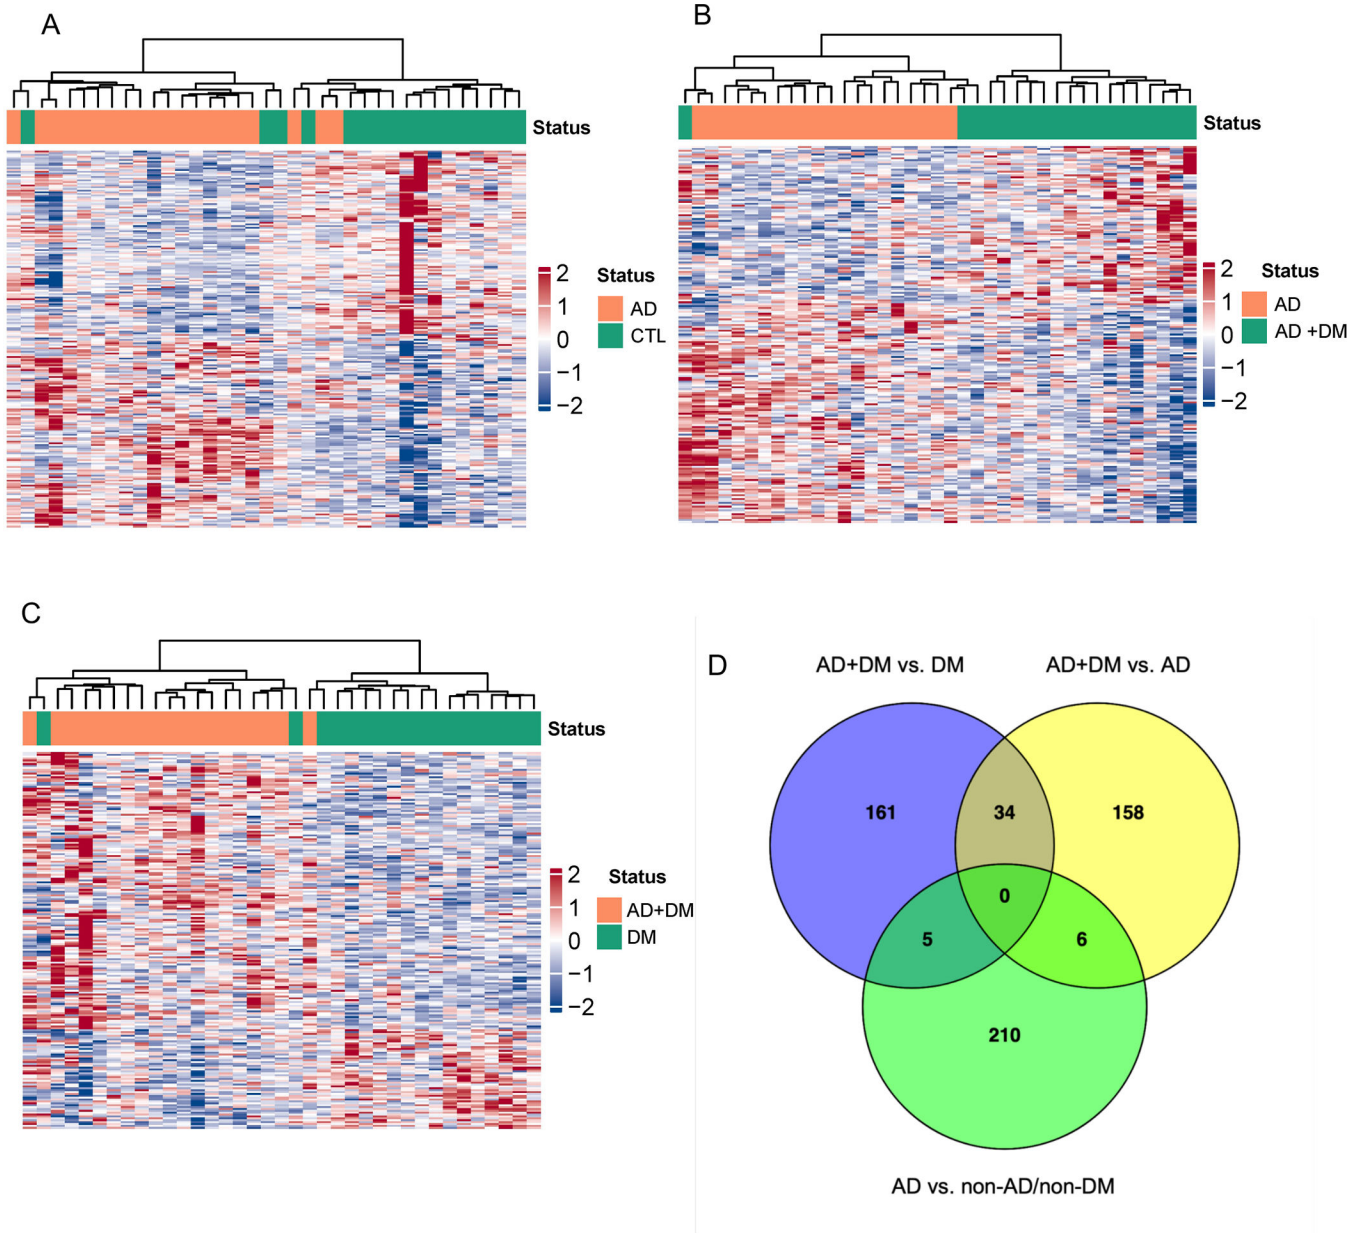 A
Status
2
1
0
−1
−2
Status
AD
CTL
B
Status
2
1
0
−1
−2
Status
AD
AD +DM
C
Status
2
1
0
−1
−2
Status
AD+DM
DM
D
AD+DM vs. DM
AD+DM vs. AD
161
34
158
0
5
6
210
AD vs. non-AD/non-DM